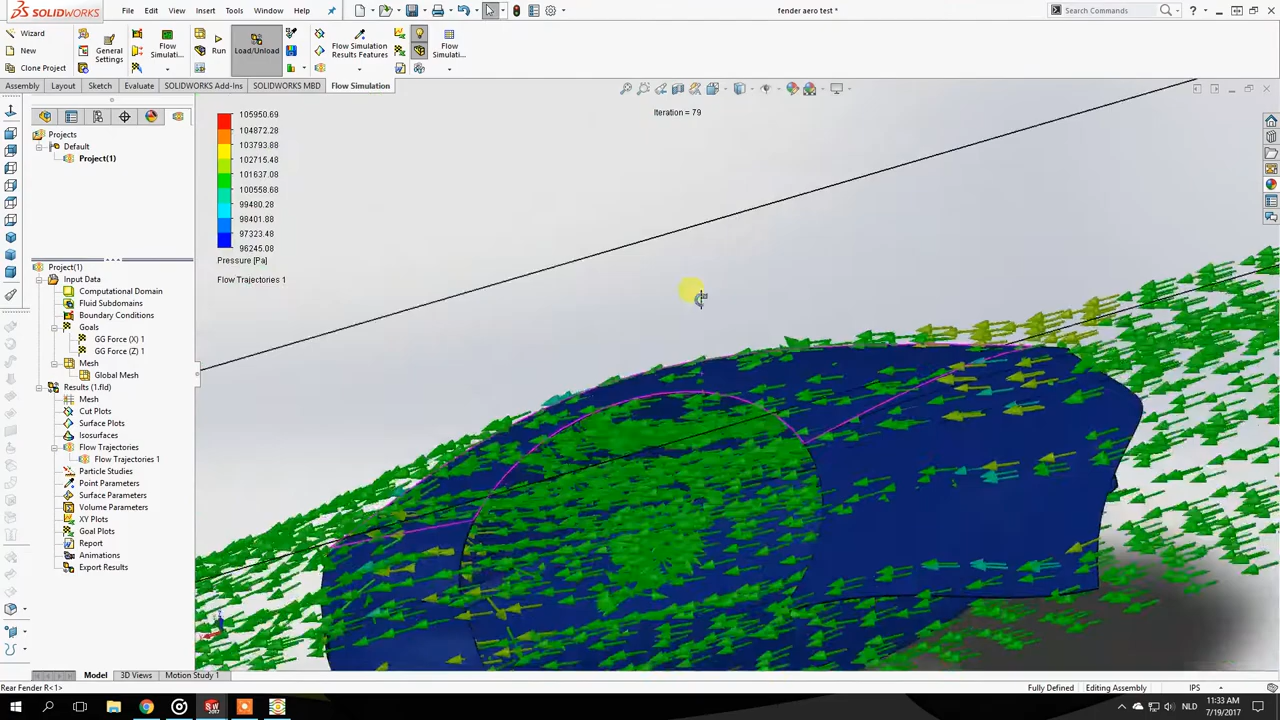 SOLIDWORKS
File Edit View Insert Tools Window Help
fender aero test *
Search Commands
Wizard
New
Clone Project
General Settings
Flow Simulati...
Run
Load/Unload
Flow Simulation Results Features
Flow Simulati...
Assembly Layout Sketch Evaluate SOLIDWORKS Add-Ins SOLIDWORKS MBD Flow Simulation
Projects
Default
Project(1)
Project(1)
Input Data
Computational Domain
Fluid Subdomains
Boundary Conditions
Goals
GG Force (X) 1
GG Force (Z) 1
Mesh
Global Mesh
Results (1.fld)
Mesh
Cut Plots
Surface Plots
Isosurfaces
Flow Trajectories
Flow Trajectories 1
Particle Studies
Point Parameters
Surface Parameters
Volume Parameters
XY Plots
Goal Plots
Report
Animations
Export Results
105950.69
104872.28
103793.88
102715.48
101637.08
100558.68
99480.28
98401.88
97323.48
96245.08
Pressure [Pa]
Flow Trajectories 1
Iteration = 79
Model 3D Views Motion Study 1
Rear Fender R<1>
Fully Defined Editing Assembly IPS
NLD
11:33 AM
7/19/2017